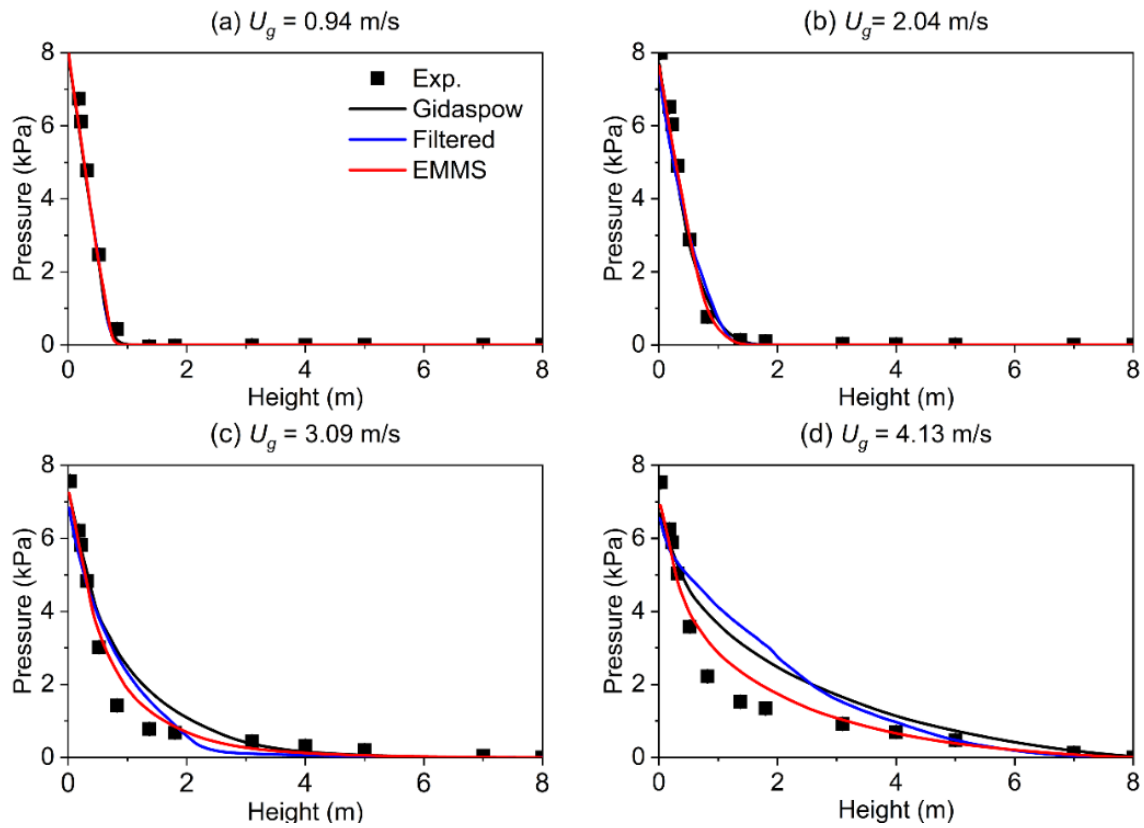 (a) U_g = 0.94 m/s
(b) U_g= 2.04 m/s
Pressure (kPa)
8
6
4
2
0
Exp.
Gidaspow
Filtered
EMMS
0 2 4 6 8
Height (m)
Pressure (kPa)
8
6
4
2
0
0 2 4 6 8
Height (m)
(c) U_g = 3.09 m/s
(d) U_g = 4.13 m/s
Pressure (kPa)
8
6
4
2
0
0 2 4 6 8
Height (m)
Pressure (kPa)
8
6
4
2
0
0 2 4 6 8
Height (m)